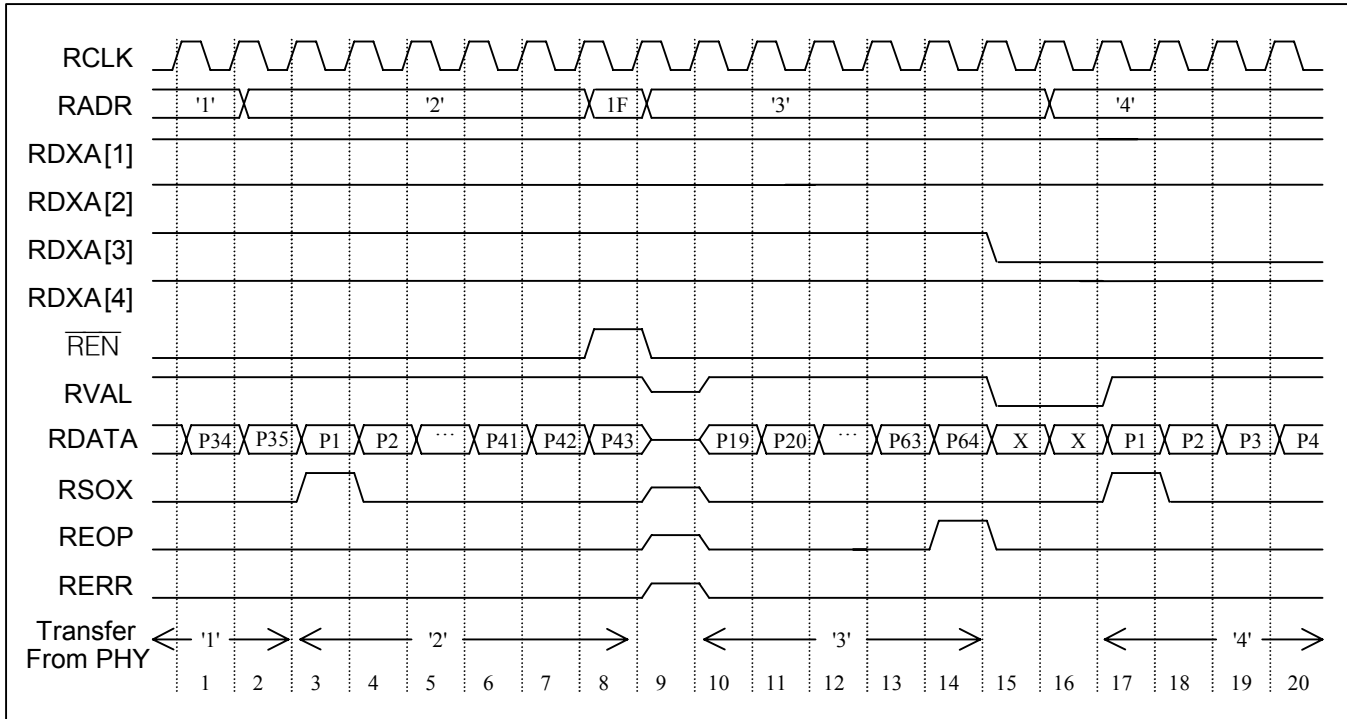 RCLK
RADR '1' '2' 1F '3' '4'
RDXA[1]
RDXA[2]
RDXA[3]
RDXA[4]
REN
RVAL
RDATA P34 P35 P1 P2 ... P41 P42 P43 P19 P20 ... P63 P64 X X P1 P2 P3 P4
RSOX
REOP
RERR
Transfer From PHY '1' '2' '3' '4'
1 2 3 4 5 6 7 8 9 10 11 12 13 14 15 16 17 18 19 20